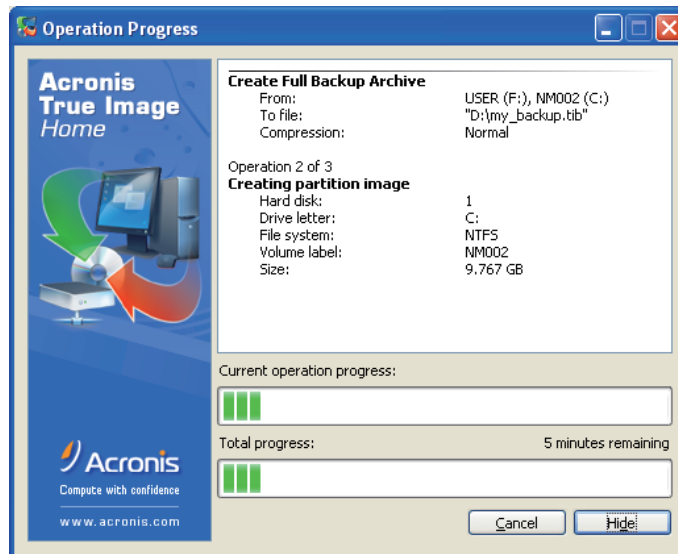 Operation Progress
Acronis
True Image
Home
Create Full Backup Archive
From: USER (F:), NM002 (C:)
To file: "D:\my_backup.tib"
Compression: Normal
Operation 2 of 3
Creating partition image
Hard disk: 1
Drive letter: C:
File system: NTFS
Volume label: NM002
Size: 9.767 GB
Current operation progress:
Total progress: 5 minutes remaining
Acronis
Compute with confidence
www.acronis.com
Cancel Hide